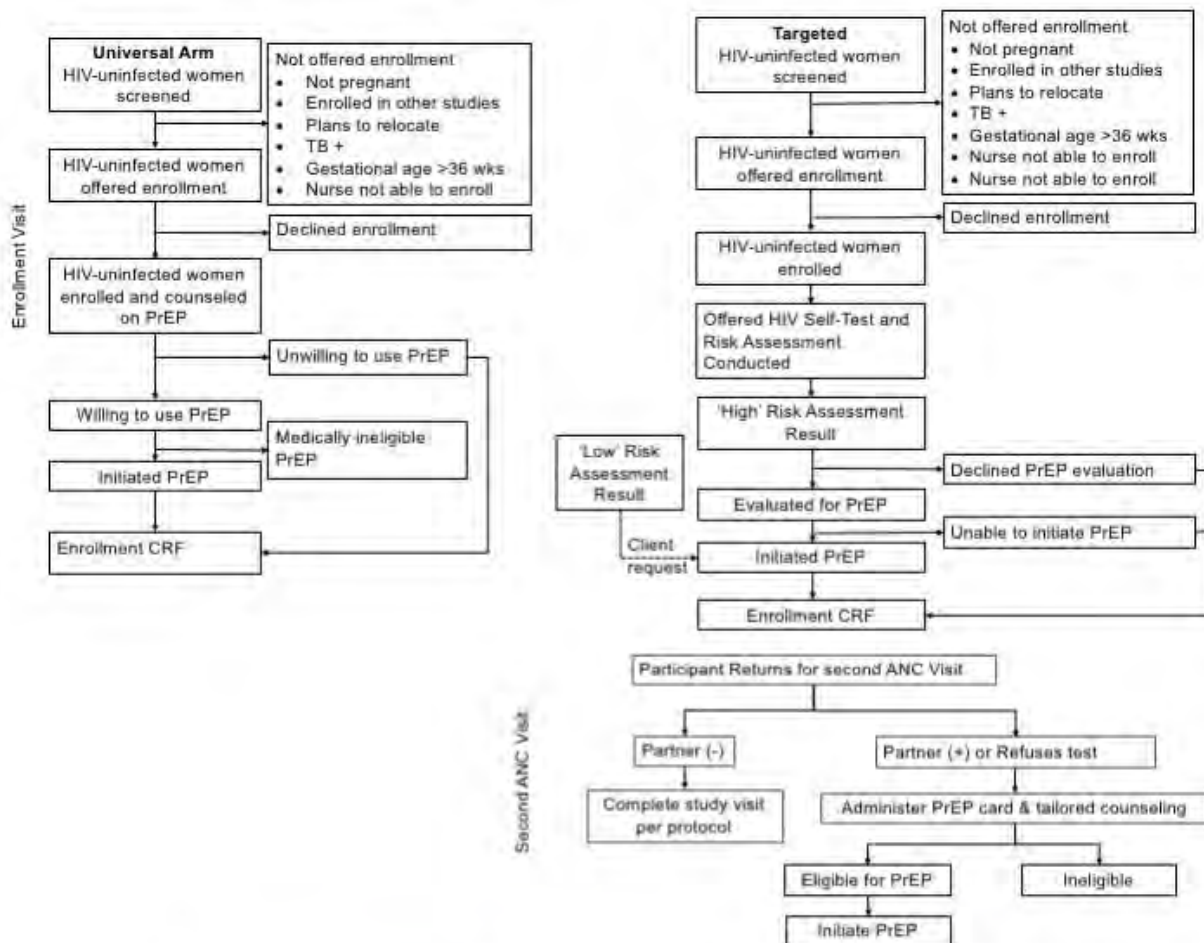 Enrollment Visit
Universal Arm
HIV-uninfected women
screened
Not offered enrollment
• Not pregnant
• Enrolled in other studies
• Plans to relocate
• TB +
• Gestational age >36 wks
• Nurse not able to enroll
HIV-uninfected women
offered enrollment
Declined enrollment
HIV-uninfected women
enrolled and counseled
on PrEP
Unwilling to use PrEP
Willing to use PrEP
Medically-ineligible
PrEP
Initiated PrEP
Enrollment CRF
Targeted
HIV-uninfected women
screened
Not offered enrollment
• Not pregnant
• Enrolled in other studies
• Plans to relocate
• TB +
• Gestational age >36 wks
• Nurse not able to enroll
• Nurse not able to enroll
HIV-uninfected women
offered enrollment
Declined enrollment
HIV-uninfected women
enrolled
Offered HIV Self-Test and
Risk Assessment
Conducted
'High' Risk Assessment
Result
'Low' Risk
Assessment
Result
Declined PrEP evaluation
Evaluated for PrEP
Unable to initiate PrEP
Client
request
Initiated PrEP
Enrollment CRF
Second ANC Visit
Participant Returns for second ANC Visit
Partner (-)
Partner (+) or Refuses test
Complete study visit
per protocol
Administer PrEP card & tailored counseling
Eligible for PrEP
Ineligible
Initiate PrEP